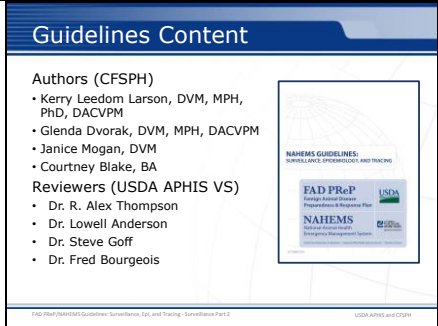 Guidelines Content
Authors (CFSPH)
• Kerry Leedom Larson, DVM, MPH,
PhD, DACVPM
• Glenda Dvorak, DVM, MPH, DACVPM
• Janice Mogan, DVM
• Courtney Blake, BA
Reviewers (USDA APHIS VS)
• Dr. R. Alex Thompson
• Dr. Lowell Anderson
• Dr. Steve Goff
• Dr. Fred Bourgeois
NAHEMS GUIDELINES:
SURVEILLANCE, EPIDEMIOLOGY, AND TRACING
FAD PReP
Foreign Animal Disease
Preparedness & Response Plan
USDA
NAHEMS
National Animal Health
Emergency Management System
FAD PReP/NAHEMS Guidelines: Surveillance, Epi, and Tracing - Surveillance Part 2
USDA APHIS and CFSPH